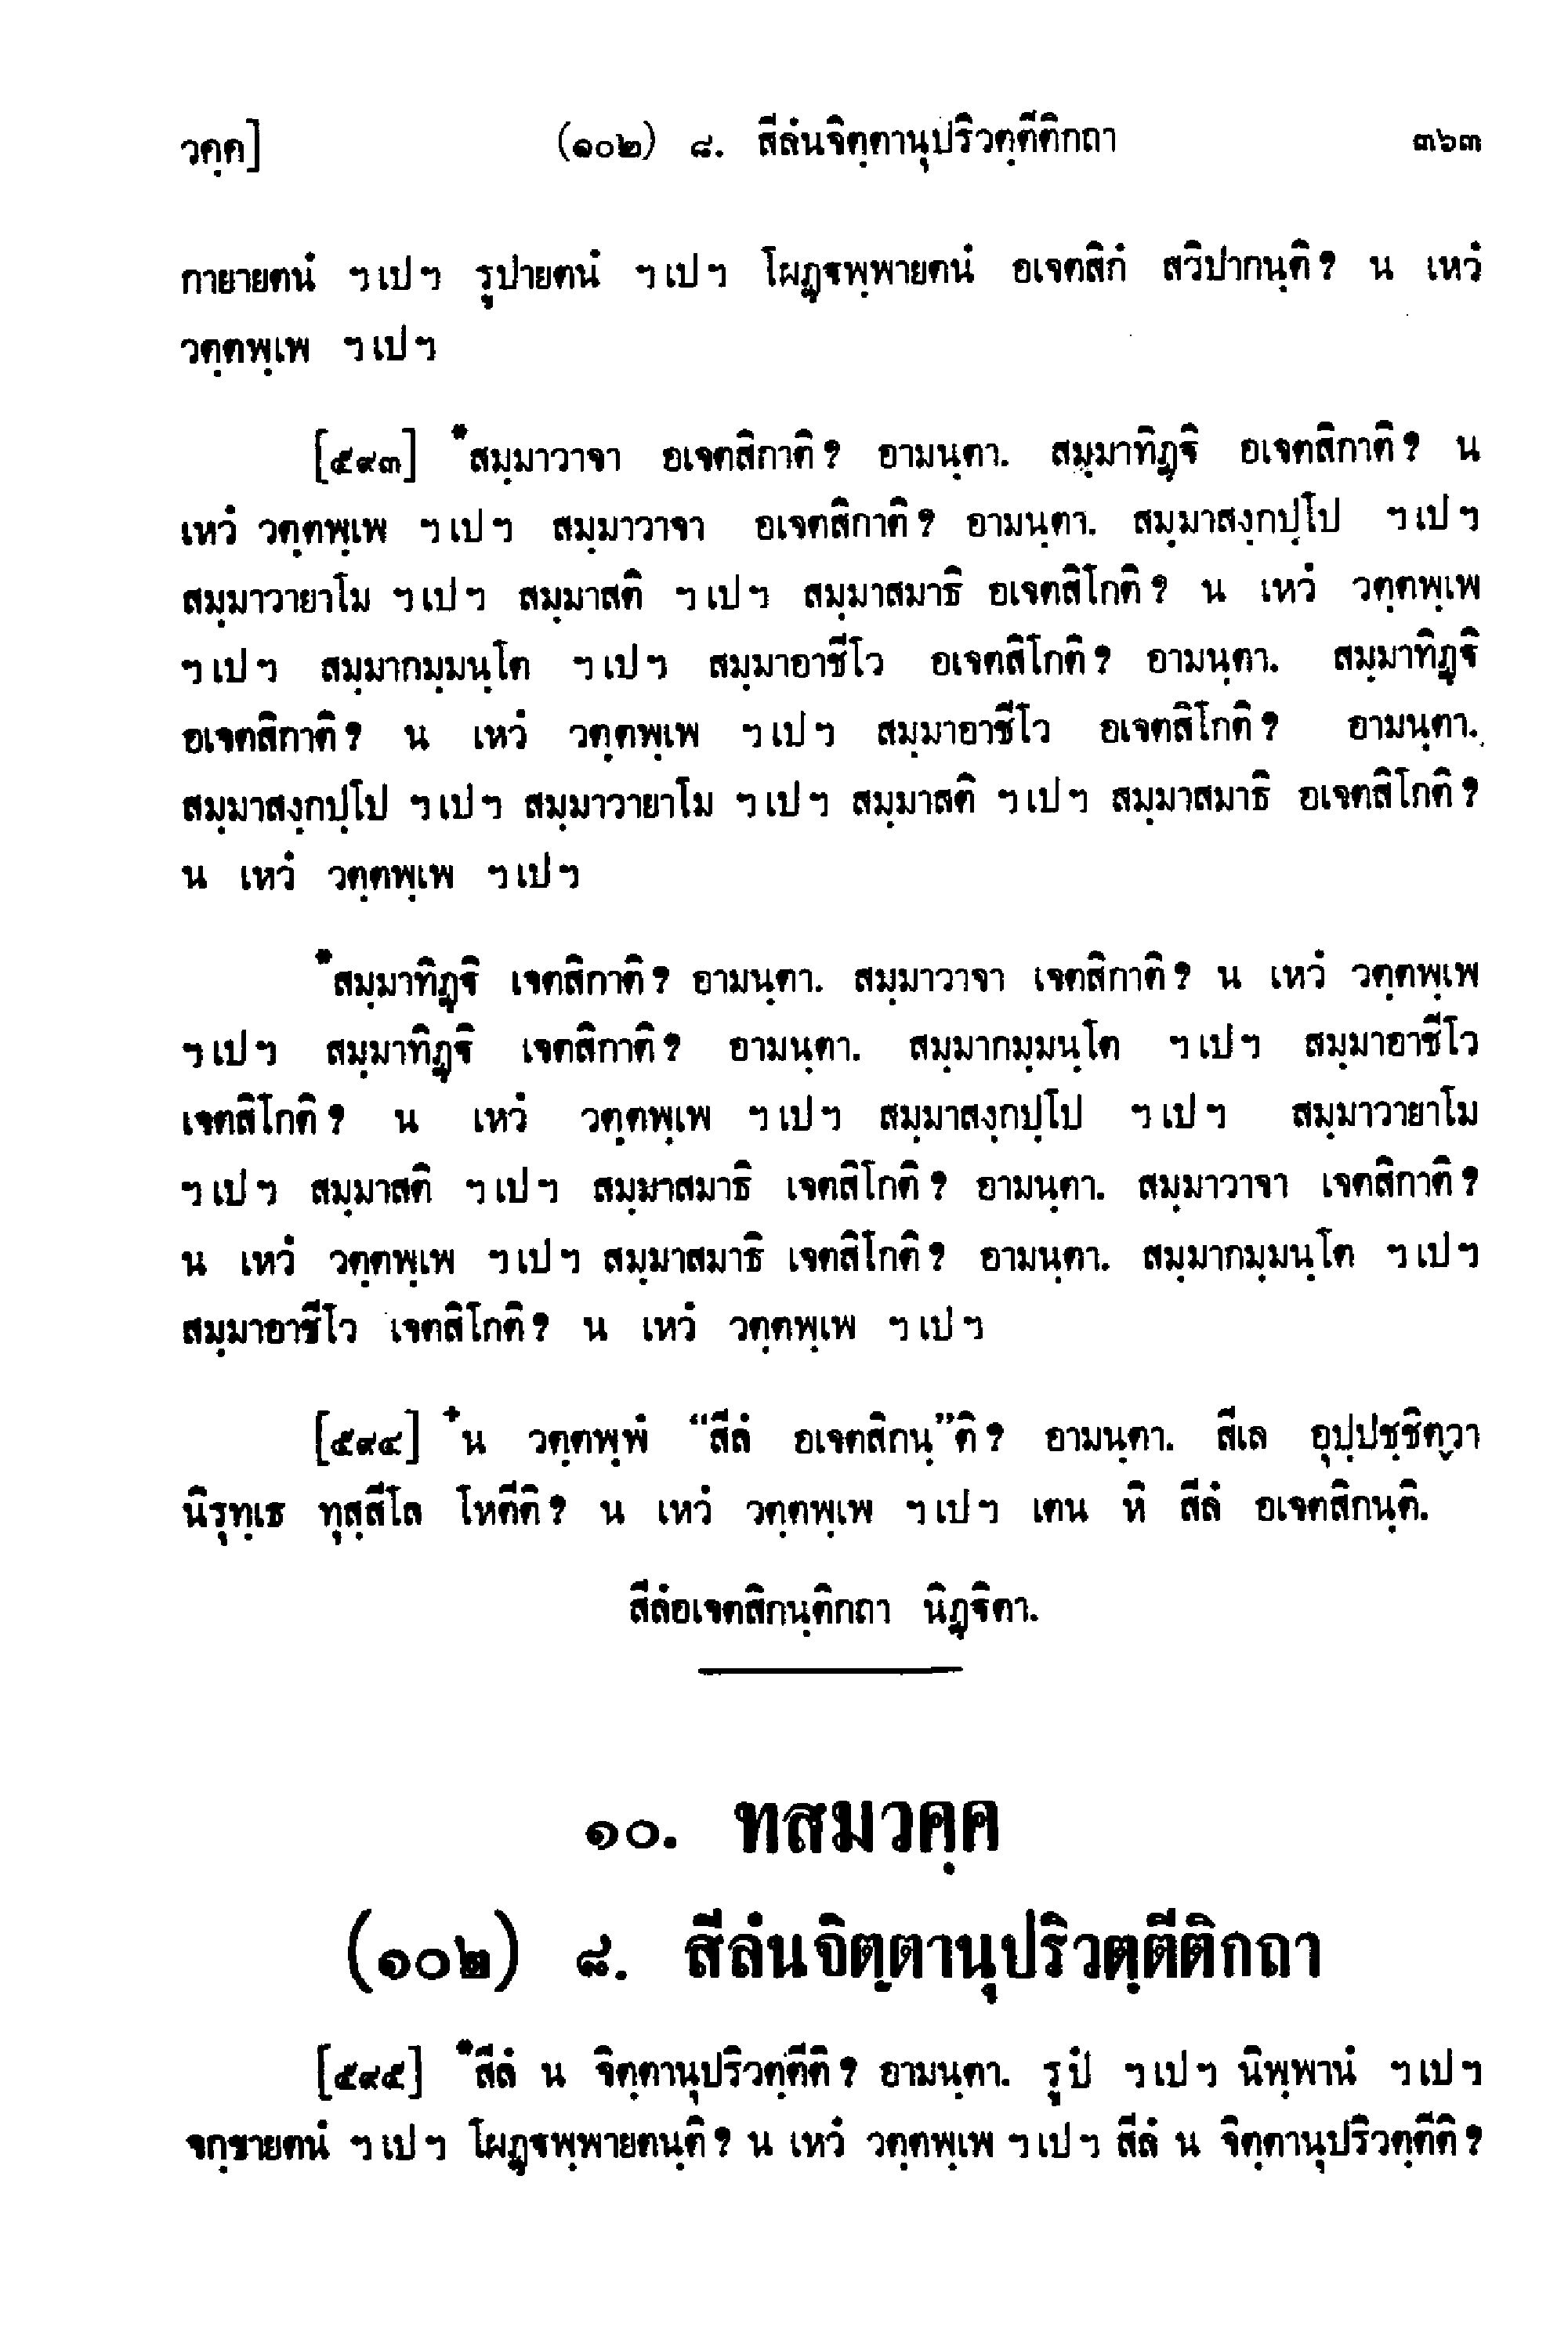 วคฺค] (๑๐๒) ๘. สีลํนจิตฺตานุปริวตฺตีติกถา ๓๖๓
กายายตนํ ฯ เป ฯ รูปายตนํ ฯ เป ฯ โผฏฺฐพฺพายตนํ อเจตสิกํ สวิปากนฺติ? น เหวํ
วตฺตพฺเพ ฯ เป ฯ
[๕๙๓] *สมฺมาวาจา อเจตสิกาติ? อามนฺตา. สมฺมาทิฏฺฐิ อเจตสิกาติ? น
เหวํ วตฺตพฺเพ ฯ เป ฯ สมฺมาวาจา อเจตสิกาติ? อามนฺตา. สมฺมาสงฺกปฺโป ฯ เป ฯ
สมฺมาวายาโม ฯ เป ฯ สมฺมาสติ ฯ เป ฯ สมฺมาสมาธิ อเจตสิโกติ? น เหวํ วตฺตพฺเพ
ฯ เป ฯ สมฺมากมฺมนฺโต ฯ เป ฯ สมฺมาอาชีโว อเจตสิโกติ? อามนฺตา. สมฺมาทิฏฺฐิ
อเจตสิกาติ? น เหวํ วตฺตพฺเพ ฯ เป ฯ สมฺมาอาชีโว อเจตสิโกติ? อามนฺตา.
สมฺมาสงฺกปฺโป ฯ เป ฯ สมฺมาวายาโม ฯ เป ฯ สมฺมาสติ ฯ เป ฯ สมฺมาสมาธิ อเจตสิโกติ?
น เหวํ วตฺตพฺเพ ฯ เป ฯ
*สมฺมาทิฏฺฐิ เจตสิกาติ? อามนฺตา. สมฺมาวาจา เจตสิกาติ? น เหวํ วตฺตพฺเพ
ฯ เป ฯ สมฺมาทิฏฺฐิ เจตสิกาติ? อามนฺตา. สมฺมากมฺมนฺโต ฯ เป ฯ สมฺมาอาชีโว
เจตสิโกติ? น เหวํ วตฺตพฺเพ ฯ เป ฯ สมฺมาสงฺกปฺโป ฯ เป ฯ สมฺมาวายาโม
ฯ เป ฯ สมฺมาสติ ฯ เป ฯ สมฺมาสมาธิ เจตสิโกติ? อามนฺตา. สมฺมาวาจา เจตสิกาติ?
น เหวํ วตฺตพฺเพ ฯ เป ฯ สมฺมาสมาธิ เจตสิโกติ? อามนฺตา. สมฺมากมฺมนฺโต ฯ เป ฯ
สมฺมาอาชีโว เจตสิโกติ? น เหวํ วตฺตพฺเพ ฯ เป ฯ
[๕๙๔] ⁺น วตฺตพฺพํ “สีลํ อเจตสิกนฺ”ติ? อามนฺตา. สีเล อุปฺปชฺชิตฺวา
นิรุทฺเธ ทุสฺสีโล โหตีติ? น เหวํ วตฺตพฺเพ ฯ เป ฯ เตน หิ สีลํ อเจตสิกนฺติ.
สีลํอเจตสิกนฺติกถา นิฏฺฐิตา.
๑๐. ทสมวคฺค
(๑๐๒) ๘. สีลํนจิตฺตานุปริวตฺตีติกถา
[๕๙๕] *สีลํ น จิตฺตานุปริวตฺตีติ? อามนฺตา. รูปํ ฯ เป ฯ นิพฺพานํ ฯ เป ฯ
จกฺขายตนํ ฯ เป ฯ โผฏฺฐพฺพายตนฺติ? น เหวํ วตฺตพฺเพ ฯ เป ฯ สีลํ น จิตฺตานุปริวตฺตีติ?